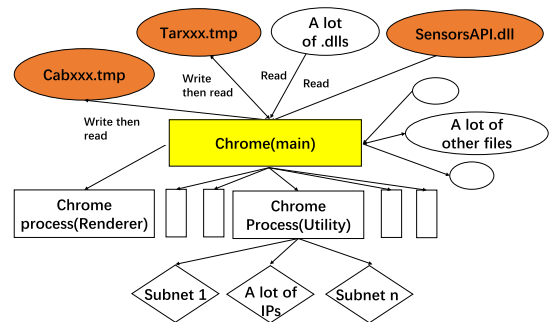 Tarxxx.tmp
A lot
of .dlls
SensorsAPI.dll
Cabxxx.tmp
Write
then read
Read
Read
Write then
read
Chrome(main)
A lot of
other files
Chrome
process(Renderer)
Chrome
Process(Utility)
Subnet 1
A lot of
IPs
Subnet n